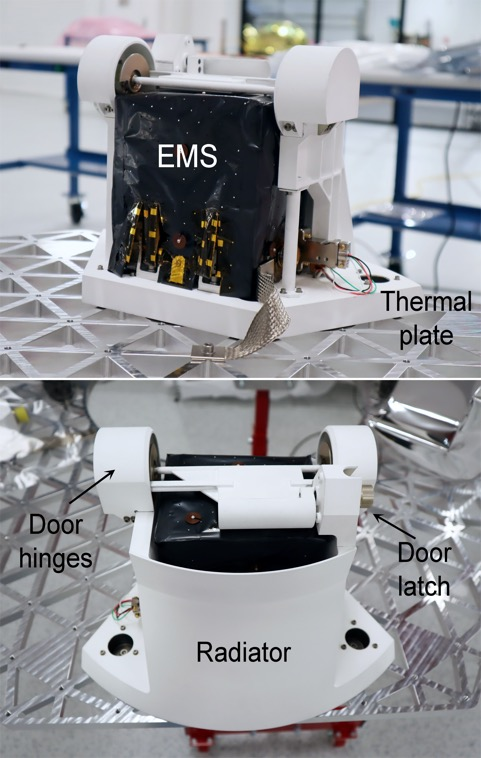 EMS
Thermal
plate
Door
hinges
Door
latch
Radiator